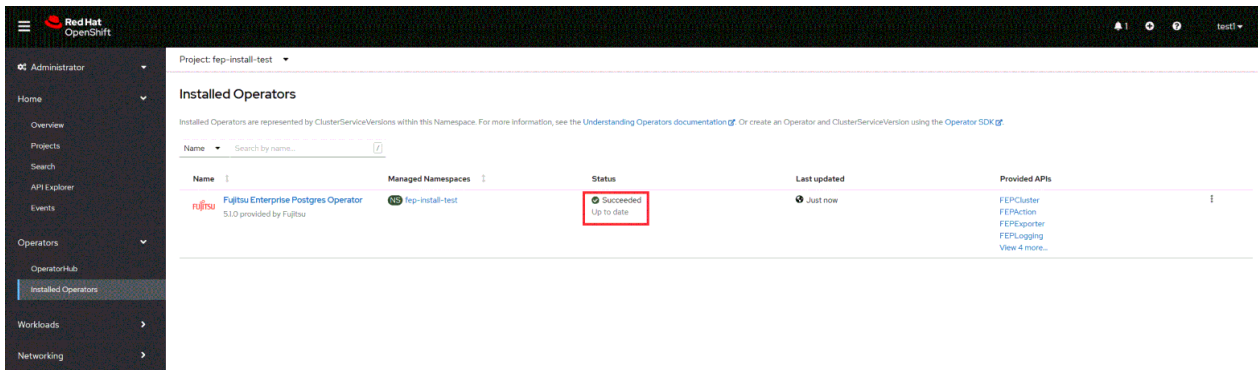 Red Hat
OpenShift
1
test1
Administrator
Project: fep-install-test
Home
Overview
Projects
Search
API Explorer
Events
Operators
OperatorHub
Installed Operators
Workloads
Networking
Installed Operators
Installed Operators are represented by ClusterServiceVersions within this Namespace. For more information, see the Understanding Operators documentation. Or create an Operator and ClusterServiceVersion using the Operator SDK.
Name Search by name... /
Name Managed Namespaces Status Last updated Provided APIs
FUJITSU Fujitsu Enterprise Postgres Operator NS fep-install-test Succeeded Just now FEPCluster
5.1.0 provided by Fujitsu Up to date FEPAction
FEPExporter
FEPLogging
View 4 more...